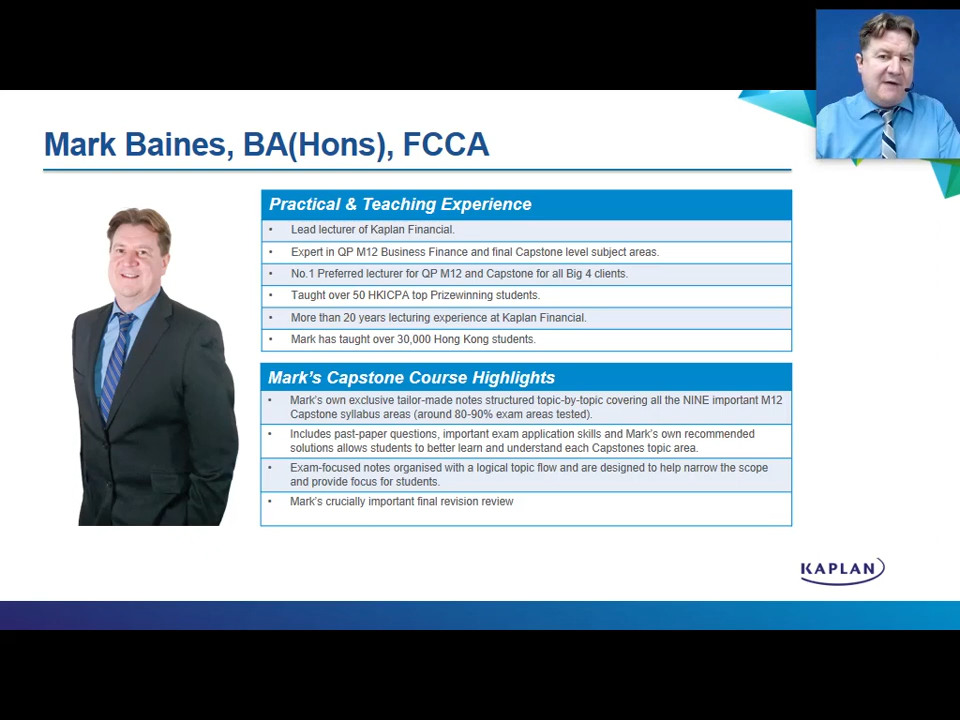 Mark Baines, BA(Hons), FCCA
Practical & Teaching Experience
• Lead lecturer of Kaplan Financial.
• Expert in QP M12 Business Finance and final Capstone level subject areas.
• No.1 Preferred lecturer for QP M12 and Capstone for all Big 4 clients.
• Taught over 50 HKICPA top Prizewinning students.
• More than 20 years lecturing experience at Kaplan Financial.
• Mark has taught over 30,000 Hong Kong students.
Mark's Capstone Course Highlights
• Mark's own exclusive tailor-made notes structured topic-by-topic covering all the NINE important M12
Capstone syllabus areas (around 80-90% exam areas tested).
• Includes past-paper questions, important exam application skills and Mark's own recommended
solutions allows students to better learn and understand each Capstones topic area.
• Exam-focused notes organised with a logical topic flow and are designed to help narrow the scope
and provide focus for students.
• Mark's crucially important final revision review
KAPLAN